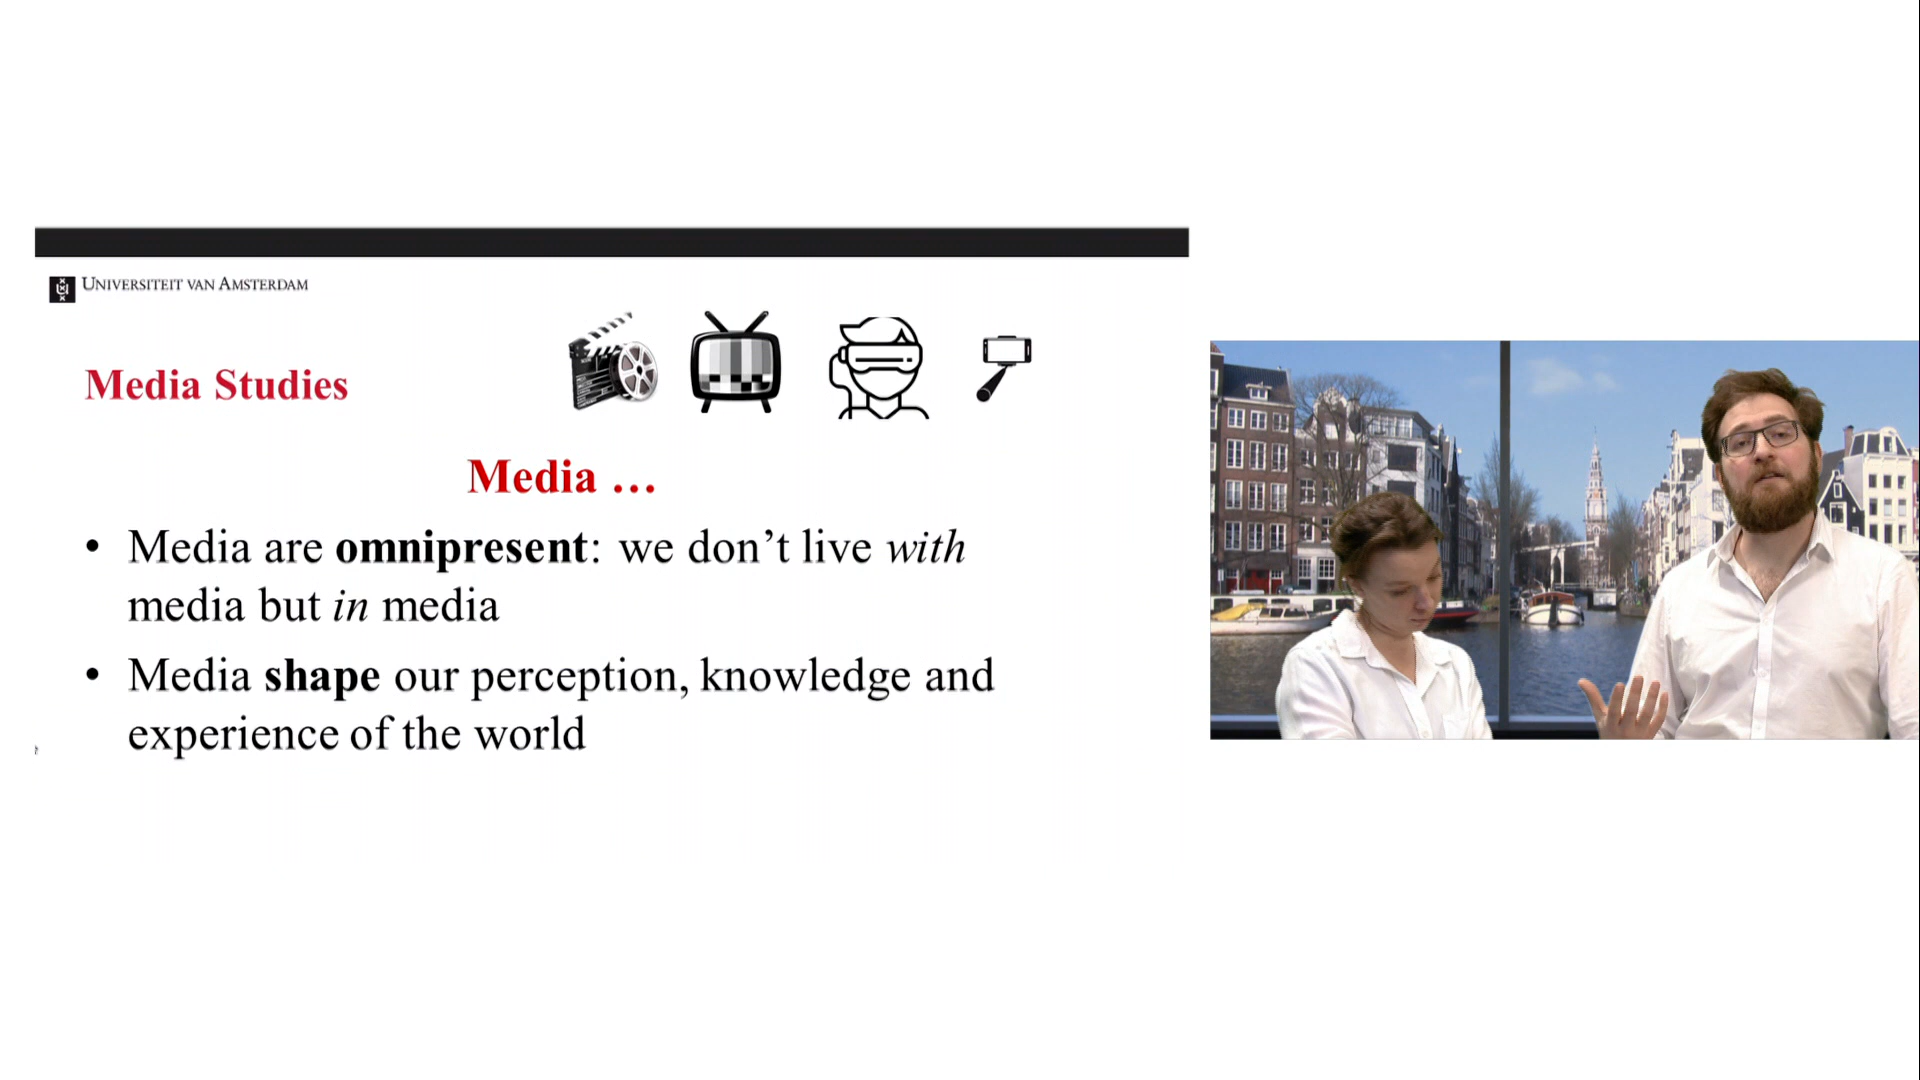 UNIVERSITEIT VAN AMSTERDAM
Media Studies
Media …
• Media are omnipresent: we don’t live with
media but in media
• Media shape our perception, knowledge and
experience of the world